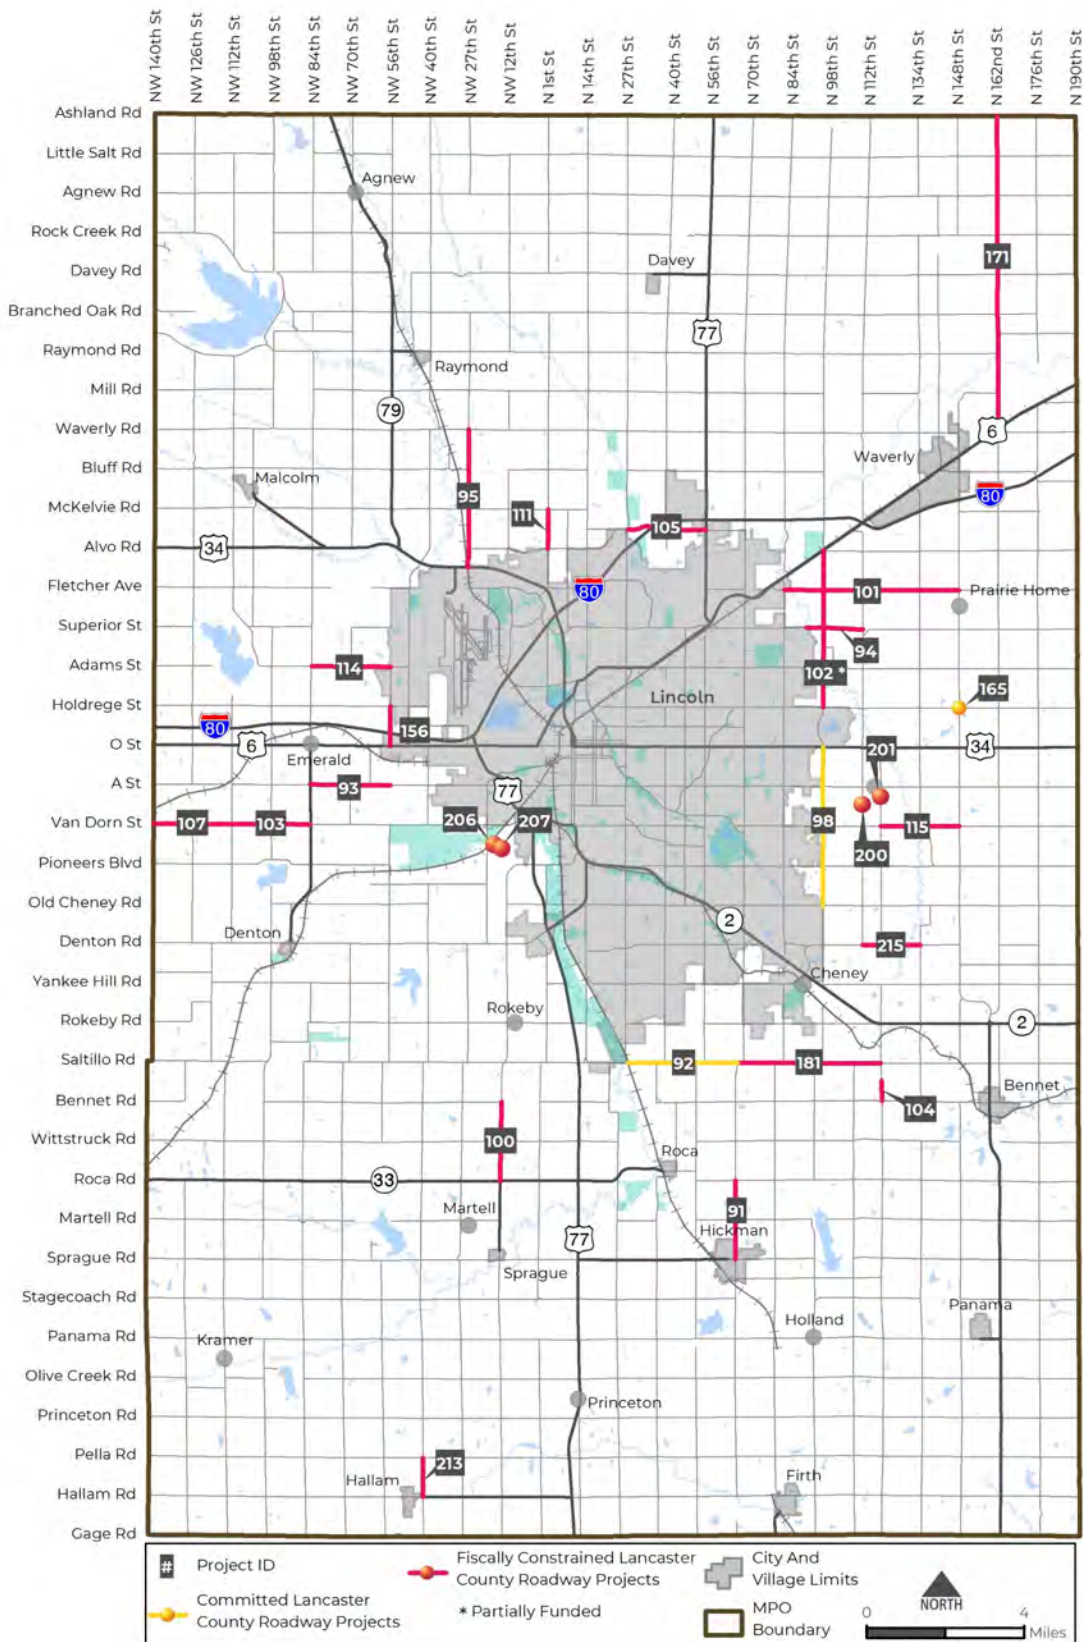 NW 140th St
NW 126th St
NW 112th St
NW 98th St
NW 84th St
NW 70th St
NW 56th St
NW 40th St
NW 27th St
NW 12th St
N 1st St
N 14th St
N 27th St
N 40th St
N 56th St
N 70th St
N 84th St
N 98th St
N 112th St
N 134th St
N 148th St
N 162nd St
N 176th St
N 190th St
Ashland Rd
Little Salt Rd
Agnew Rd
Agnew
Rock Creek Rd
Davey Rd
Davey
171
Branched Oak Rd
77
Raymond Rd
Raymond
Mill Rd
79
Waverly Rd
6
Waverly
Bluff Rd
Malcolm
95
80
McKelvie Rd
111
105
Alvo Rd
34
Fletcher Ave
80
101
Prairie Home
Superior St
94
Adams St
114
102 *
165
Lincoln
Holdrege St
80
156
O St
6
34
Emerald
201
A St
93
77
Van Dorn St
107
103
206
207
98
115
200
Pioneers Blvd
Old Cheney Rd
2
Denton Rd
Denton
215
Yankee Hill Rd
Cheney
Rokeby Rd
Rokeby
2
Saltillo Rd
92
181
Bennet
Bennet Rd
104
Wittstruck Rd
100
Roca
Roca Rd
33
Martell
91
Martell Rd
Hickman
77
Sprague Rd
Sprague
Stagecoach Rd
Panama
Holland
Panama Rd
Kramer
Olive Creek Rd
Princeton
Princeton Rd
Pella Rd
213
Hallam
Firth
Hallam Rd
Gage Rd
# Project ID
Committed Lancaster
County Roadway Projects
Fiscally Constrained Lancaster
County Roadway Projects
* Partially Funded
City And
Village Limits
MPO
Boundary
NORTH
0 4
Miles